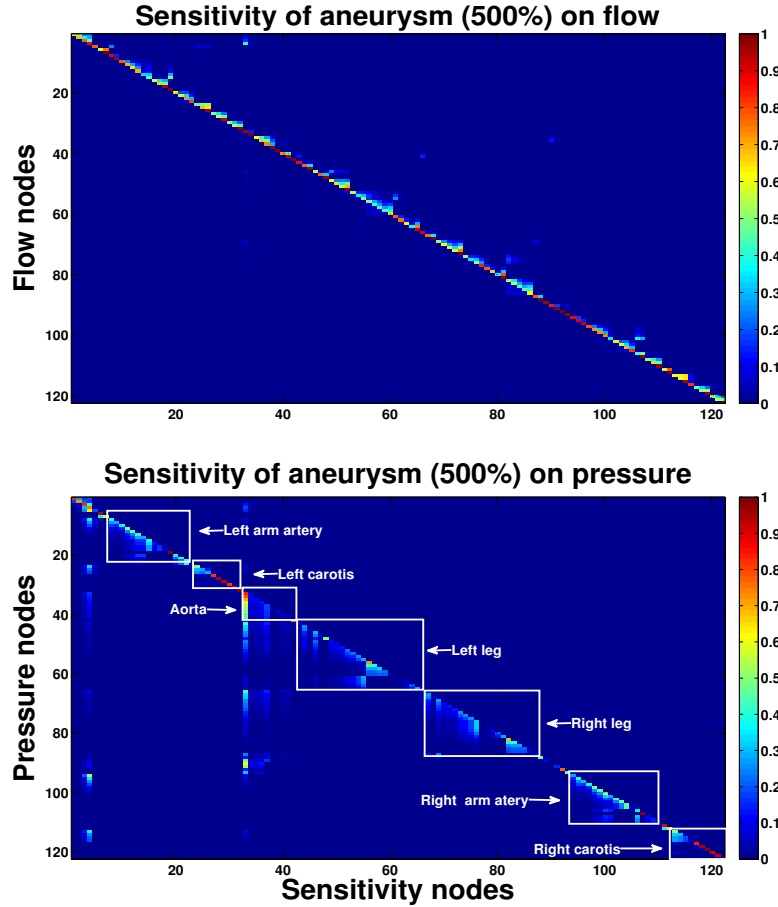 Sensitivity of aneurysm (500%) on flow
Flow nodes
20
40
60
80
100
120
20 40 60 80 100 120
1
0.9
0.8
0.7
0.6
0.5
0.4
0.3
0.2
0.1
0
Sensitivity of aneurysm (500%) on pressure
Pressure nodes
20
40
60
80
100
120
Left arm artery
Left carotis
Aorta
Left leg
Right leg
Right arm atery
Right carotis
20 40 60 80 100 120
Sensitivity nodes
1
0.9
0.8
0.7
0.6
0.5
0.4
0.3
0.2
0.1
0